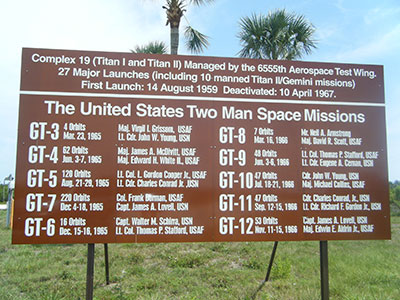 Complex 19 (Titan I and Titan II) Managed by the 6555th Aerospace Test Wing.
27 Major Launches (including 10 manned Titan II/Gemini missions)
First Launch: 14 August 1959 Deactivated: 10 April 1967.
The United States Two Man Space Missions
GT-3 4 Orbits Mar. 23, 1965 Maj. Virgil I. Grissom, USAF Lt. Cdr. John W. Young, USN
GT-4 62 Orbits Jun. 3-7, 1965 Maj. James A. McDivitt, USAF Maj. Edward H. White II, USAF
GT-5 120 Orbits Aug. 21-29, 1965 Lt. Col. L. Gordon Cooper Jr., USAF Lt. Cdr. Charles Conrad Jr., USN
GT-7 220 Orbits Dec. 4-18, 1965 Col. Frank Borman, USAF Capt. James A. Lovell, USN
GT-6 16 Orbits Dec. 15-16, 1965 Capt. Walter M. Schirra, USN Lt. Col. Thomas P. Stafford, USAF
GT-8 7 Orbits Mar. 16, 1966 Mr. Neil A. Armstrong Maj. David R. Scott, USAF
GT-9 48 Orbits Jun. 3-6, 1966 Lt. Col. Thomas P. Stafford, USAF Lt. Cdr. Eugene A. Cernan, USN
GT-10 47 Orbits Jul. 18-21, 1966 Cdr. John W. Young, USN Maj. Michael Collins, USAF
GT-11 47 Orbits Sep. 12-15, 1966 Cdr. Charles Conrad Jr., USN Lt. Cdr. Richard F. Gordon Jr., USN
GT-12 53 Orbits Nov. 11-15, 1966 Capt. James A. Lovell, USN Maj. Edwin E. Aldrin Jr., USAF